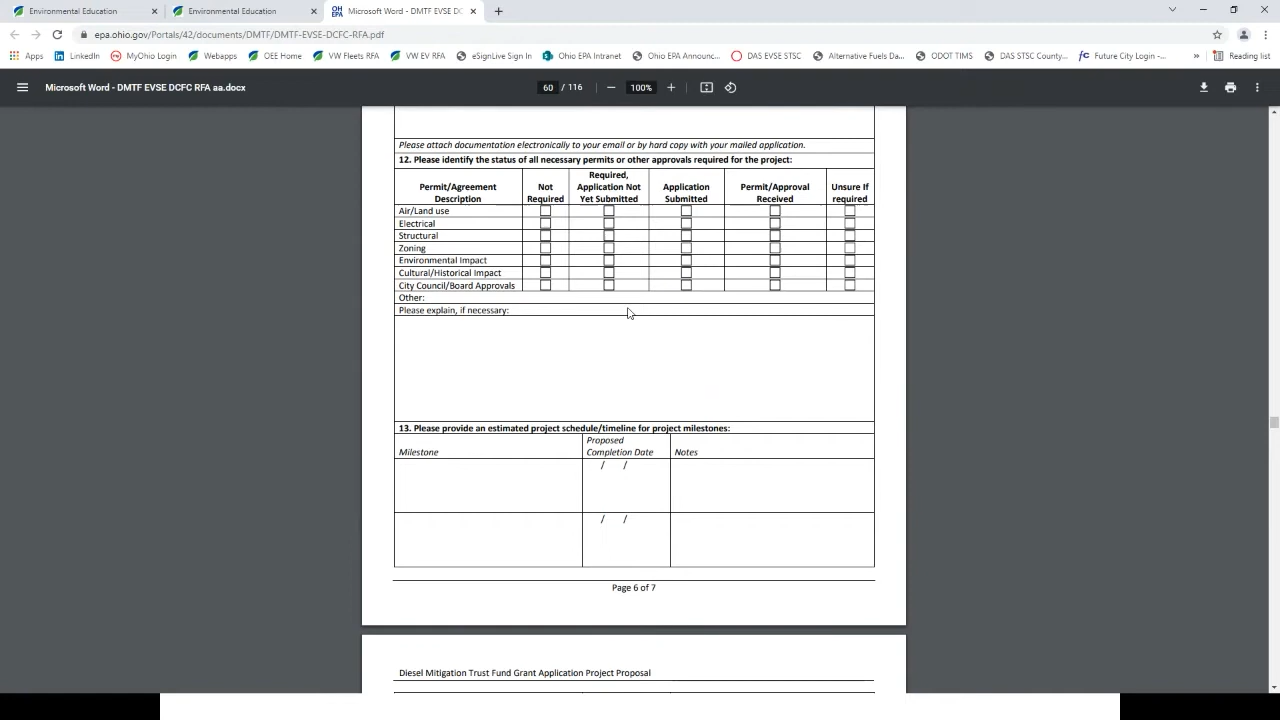 Environmental Education
Environmental Education
OH EPA
Microsoft Word - DMTF EVSE DC
epa.ohio.gov/Portals/42/documents/DMTF/DMTF-EVSE-DCFC-RFA.pdf
Apps
LinkedIn
MyOhio Login
Webapps
OEE Home
VW Fleets RFA
VW EV RFA
eSignLive Sign In
Ohio EPA Intranet
Ohio EPA Announc...
DAS EVSE STSC
Alternative Fuels Da...
ODOT TIMS
DAS STSC County...
Future City Login -...
»
Reading list
Microsoft Word - DMTF EVSE DCFC RFA aa.docx
60 / 116
100%
Please attach documentation electronically to your email or by hard copy with your mailed application.
12. Please identify the status of all necessary permits or other approvals required for the project:
Permit/Agreement Description
Not Required
Required, Application Not Yet Submitted
Application Submitted
Permit/Approval Received
Unsure If required
Air/Land use
Electrical
Structural
Zoning
Environmental Impact
Cultural/Historical Impact
City Council/Board Approvals
Other:
Please explain, if necessary:
13. Please provide an estimated project schedule/timeline for project milestones:
Milestone
Proposed Completion Date
Notes
/ /
/ /
Page 6 of 7
Diesel Mitigation Trust Fund Grant Application Project Proposal